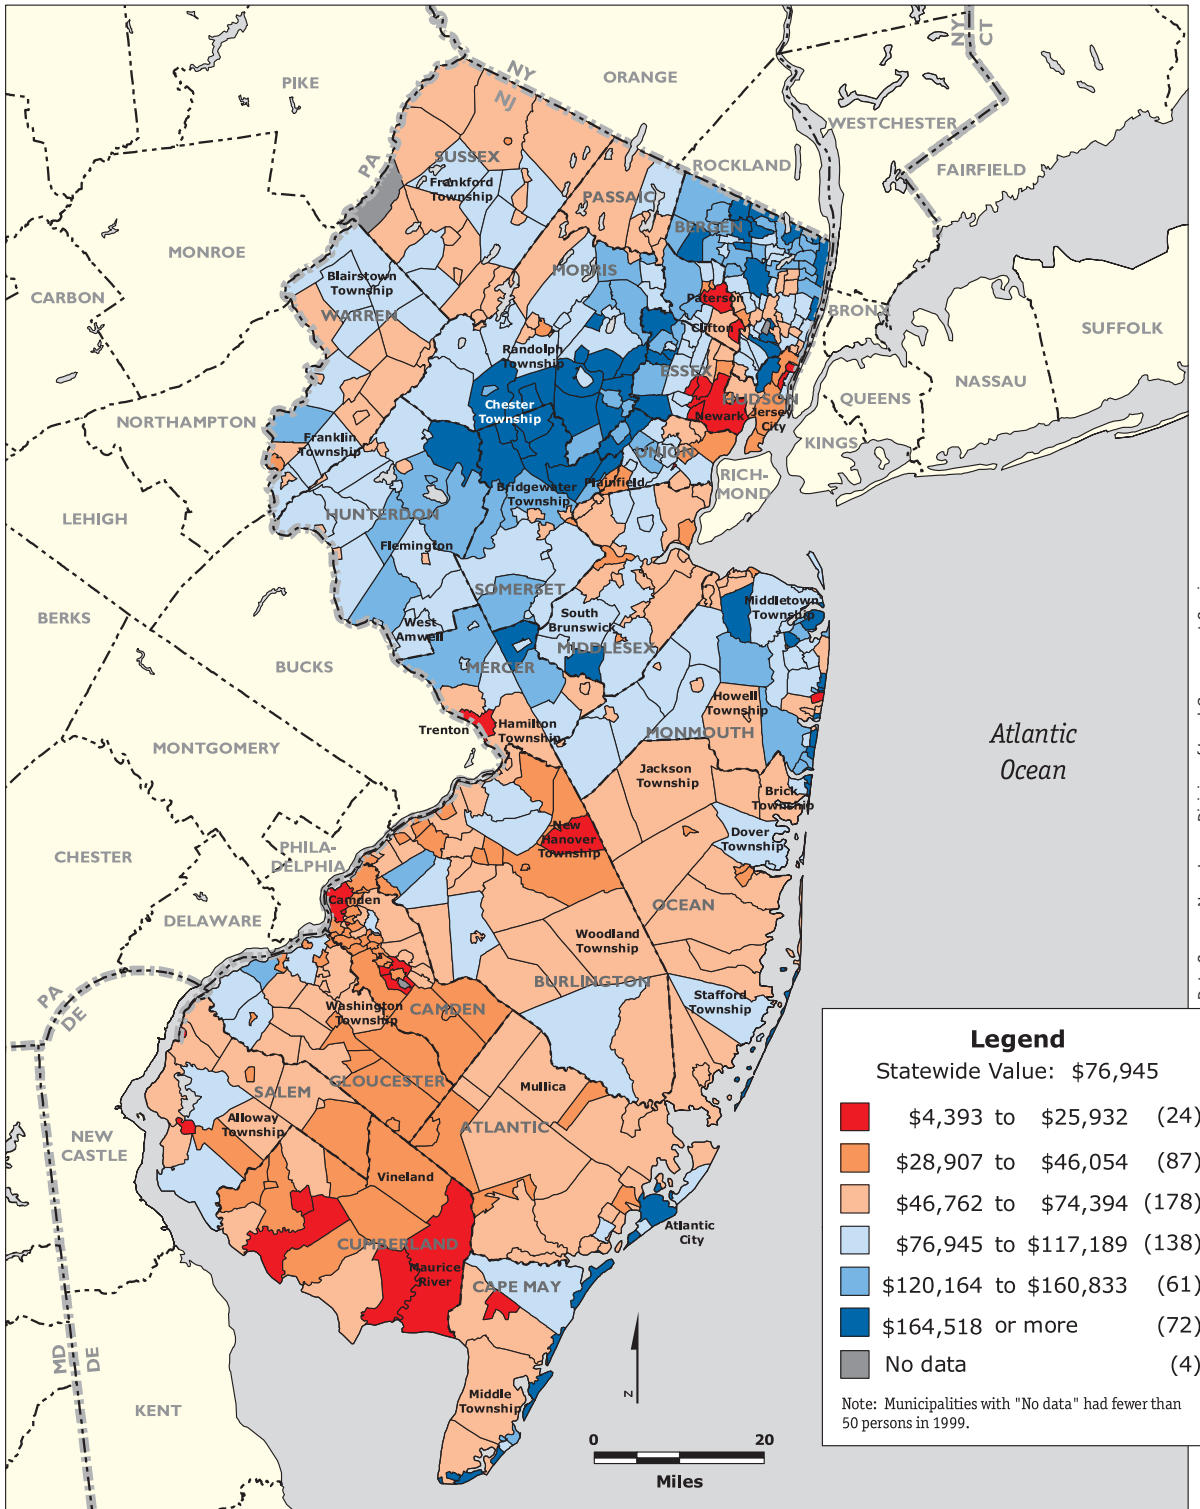 NY
CT
PIKE
NY
NJ
ORANGE
WESTCHESTER
PA
SUSSEX
ROCKLAND
FAIRFIELD
Frankford
Township
PASSAIC
BERGEN
MONROE
MORRIS
Blairstown
Township
CARBON
WARREN
Paterson
BRONX
Clifton
SUFFOLK
Randolph
Township
ESSEX
NASSAU
Chester
Township
HUDSON
QUEENS
NORTHAMPTON
Newark
Jersey
City
Franklin
Township
UNION
KINGS
Bridgewater
Township
Plainfield
RICH-
MOND
LEHIGH
HUNTERDON
Flemington
SOMERSET
BERKS
West
Amwell
South
Brunswick
Middletown
Township
MIDDLESEX
BUCKS
MERCER
Howell
Township
Trenton
Hamilton
Township
MONMOUTH
MONTGOMERY
Atlantic
Ocean
Jackson
Township
Brick
Township
CHESTER
PHILA-
DELPHIA
New
Hanover
Township
Dover
Township
Camden
OCEAN
DELAWARE
Woodland
Township
BURLINGTON
PA
DE
Washington
Township
CAMDEN
Stafford
Township
GLOUCESTER
SALEM
Mullica
Alloway
Township
ATLANTIC
NEW
CASTLE
Vineland
Atlantic
City
CUMBERLAND
Maurice
River
CAPE MAY
MD
DE
KENT
Middle
Township
N
0 20
Miles
Legend
Statewide Value: $76,945
$4,393 to $25,932 (24)
$28,907 to $46,054 (87)
$46,762 to $74,394 (178)
$76,945 to $117,189 (138)
$120,164 to $160,833 (61)
$164,518 or more (72)
No data (4)
Note: Municipalities with "No data" had fewer than
50 persons in 1999.